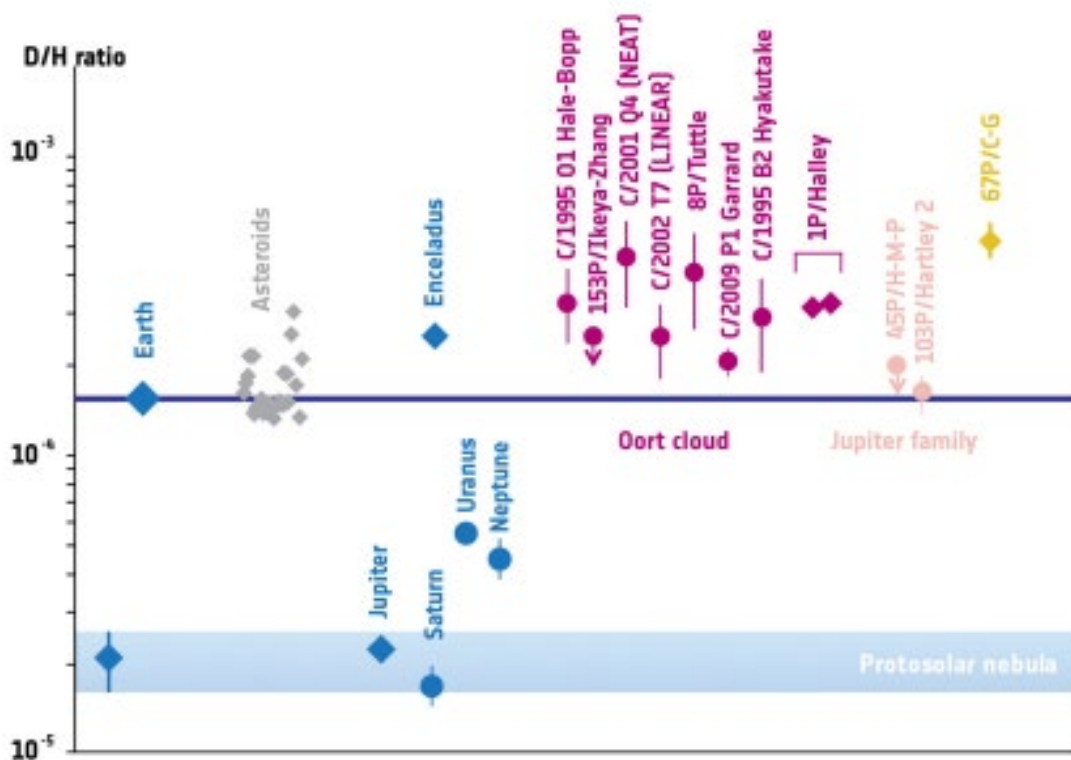 D/H ratio
10-3
10-4
10-5
Earth
Asteroids
Enceladus
Jupiter
Saturn
Uranus
Neptune
C/1995 O1 Hale-Bopp
153P/Ikeya-Zhang
C/2001 Q4 (NEAT)
C/2002 T7 (LINEAR)
8P/Tuttle
C/2009 P1 Garrard
C/1995 B2 Hyakutake
1P/Halley
45P/H-M-P
103P/Hartley 2
67P/C-G
Oort cloud
Jupiter family
Protosolar nebula